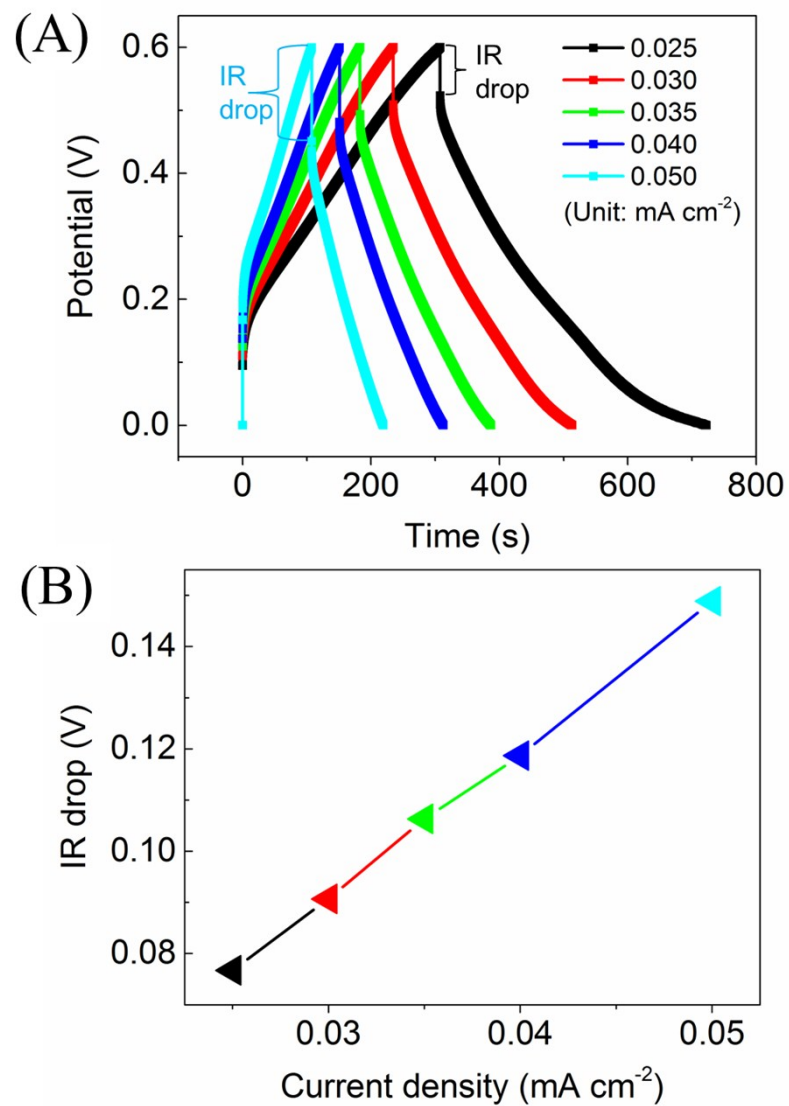 (A)
0.6
0.4
0.2
0.0
Potential (V)
IR
drop
IR
drop
0.025
0.030
0.035
0.040
0.050
(Unit: mA cm⁻²)
0
200
400
600
800
Time (s)
(B)
0.14
0.12
0.10
0.08
IR drop (V)
0.03
0.04
0.05
Current density (mA cm⁻²)